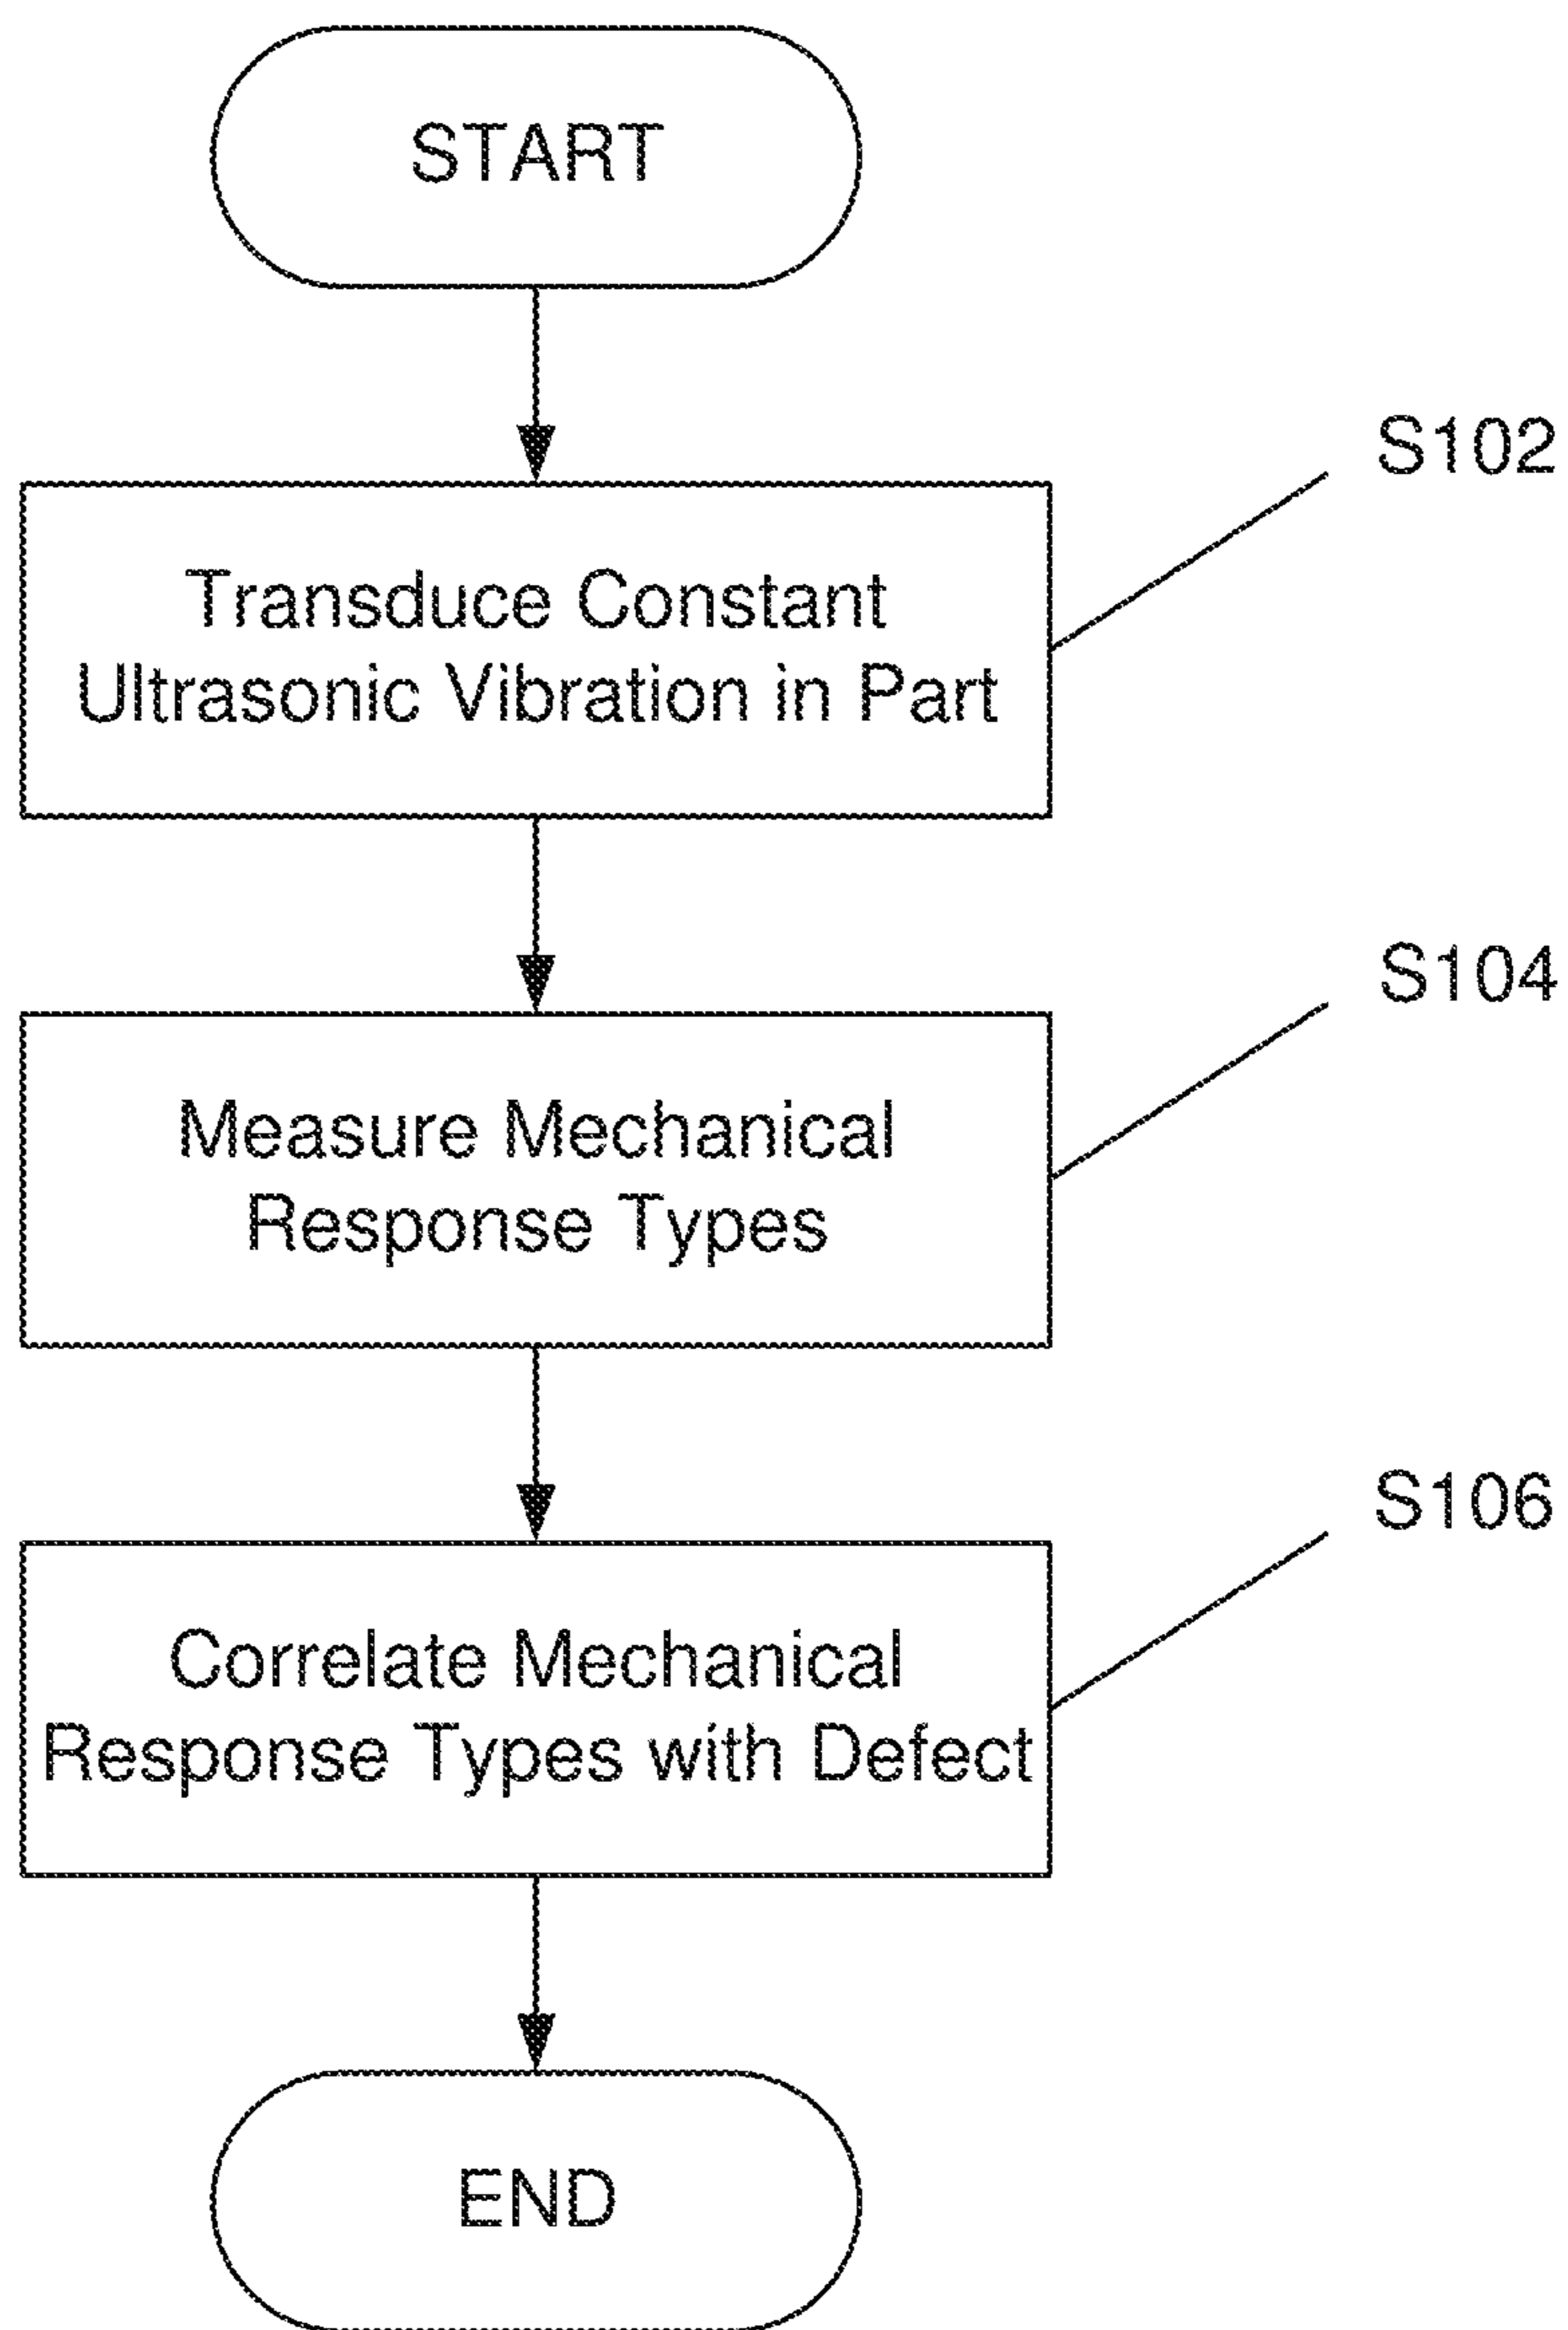 START
S102
Transduce Constant
Ultrasonic Vibration in Part
S104
Measure Mechanical
Response Types
S106
Correlate Mechanical
Response Types with Defect
END